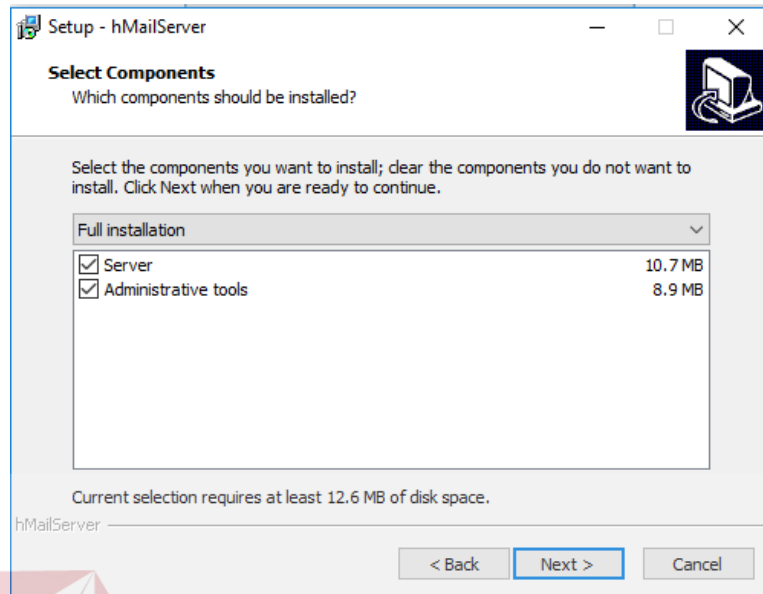 Setup - hMailServer
Select Components
Which components should be installed?
Select the components you want to install; clear the components you do not want to
install. Click Next when you are ready to continue.
Full installation
Server 10.7 MB
Administrative tools 8.9 MB
Current selection requires at least 12.6 MB of disk space.
hMailServer
< Back Next > Cancel